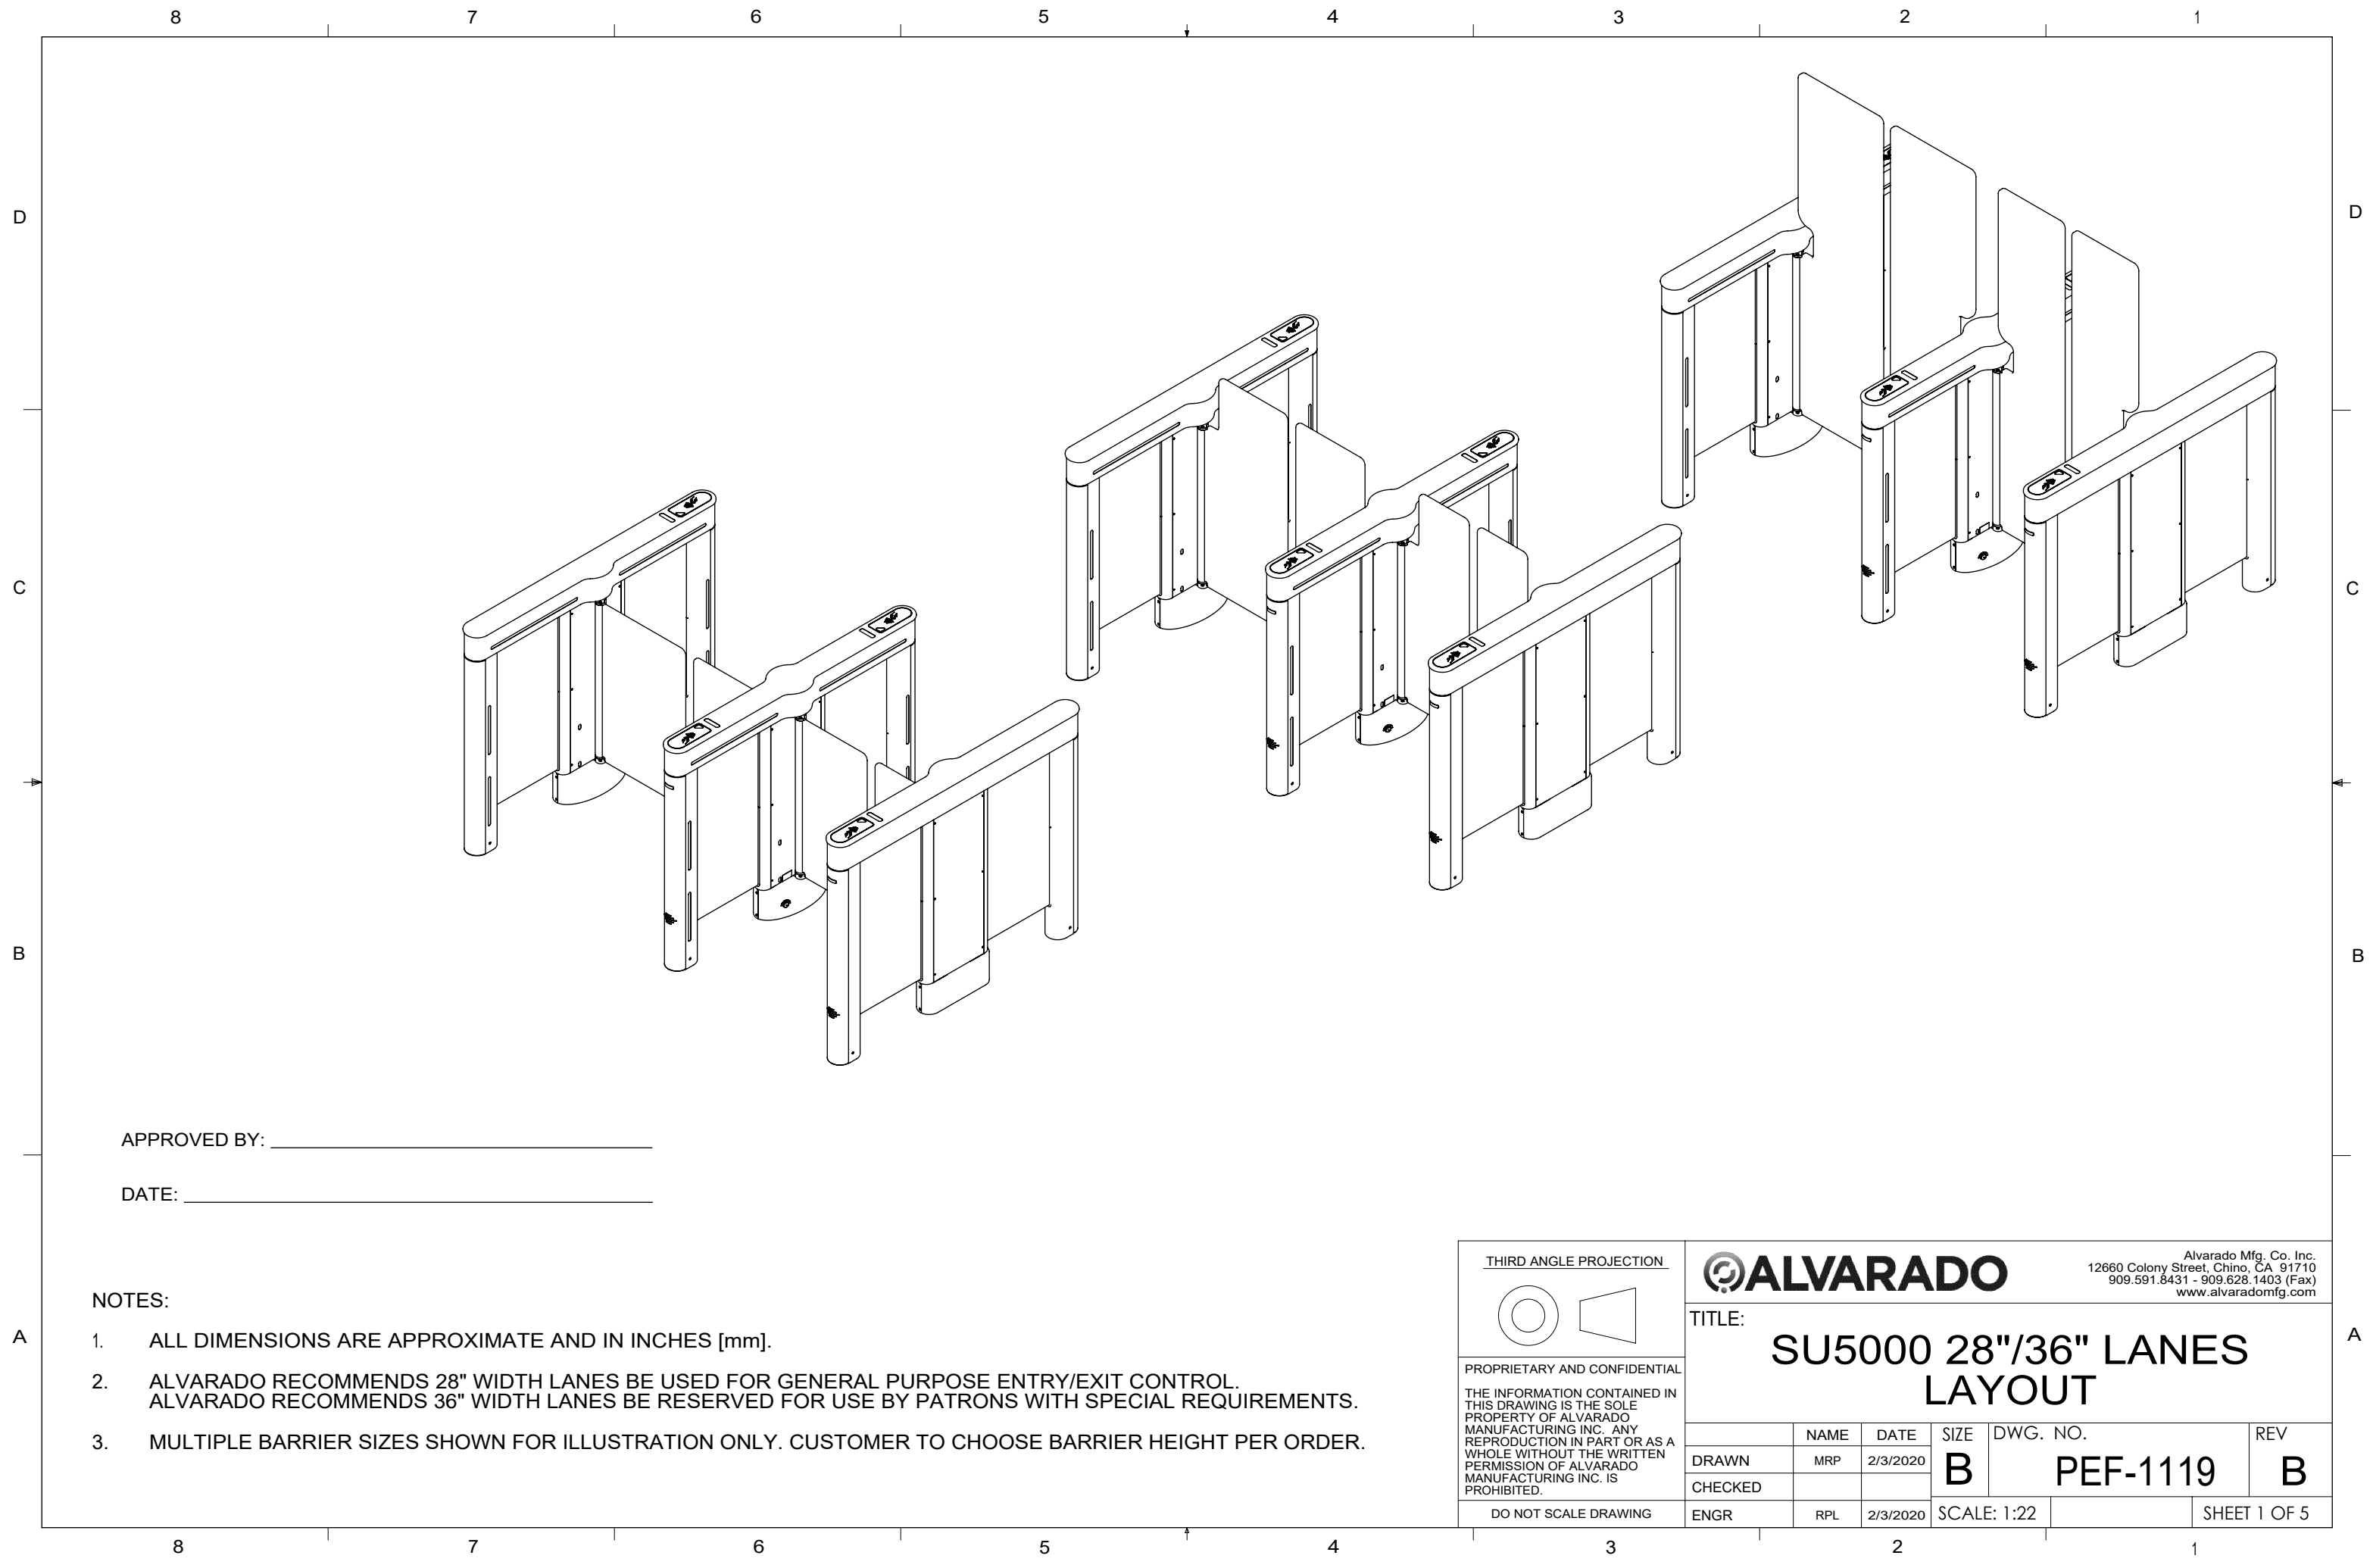 8 7 6 5 4 3 2 1
D D
C C
B B
A A
APPROVED BY:
DATE:
NOTES:
1. ALL DIMENSIONS ARE APPROXIMATE AND IN INCHES [mm].
2. ALVARADO RECOMMENDS 28" WIDTH LANES BE USED FOR GENERAL PURPOSE ENTRY/EXIT CONTROL.
ALVARADO RECOMMENDS 36" WIDTH LANES BE RESERVED FOR USE BY PATRONS WITH SPECIAL REQUIREMENTS.
3. MULTIPLE BARRIER SIZES SHOWN FOR ILLUSTRATION ONLY. CUSTOMER TO CHOOSE BARRIER HEIGHT PER ORDER.
THIRD ANGLE PROJECTION
PROPRIETARY AND CONFIDENTIAL
THE INFORMATION CONTAINED IN
THIS DRAWING IS THE SOLE
PROPERTY OF ALVARADO
MANUFACTURING INC. ANY
REPRODUCTION IN PART OR AS A
WHOLE WITHOUT THE WRITTEN
PERMISSION OF ALVARADO
MANUFACTURING INC. IS
PROHIBITED.
DO NOT SCALE DRAWING
ALVARADO
Alvarado Mfg. Co. Inc.
12660 Colony Street, Chino, CA 91710
909.591.8431 - 909.628.1403 (Fax)
www.alvaradomfg.com
TITLE:
SU5000 28"/36" LANES
LAYOUT
NAME DATE
DRAWN MRP 2/3/2020
CHECKED
ENGR RPL 2/3/2020
SIZE
B
DWG. NO.
PEF-1119
REV
B
SCALE: 1:22
SHEET 1 OF 5
8 7 6 5 4 3 2 1